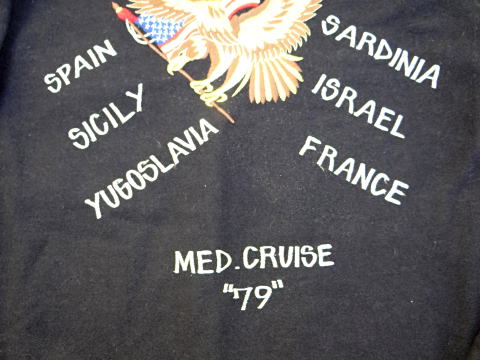 SPAIN
SICILY
YUGOSLAVIA
SARDINIA
ISRAEL
FRANCE
MED. CRUISE
"79"